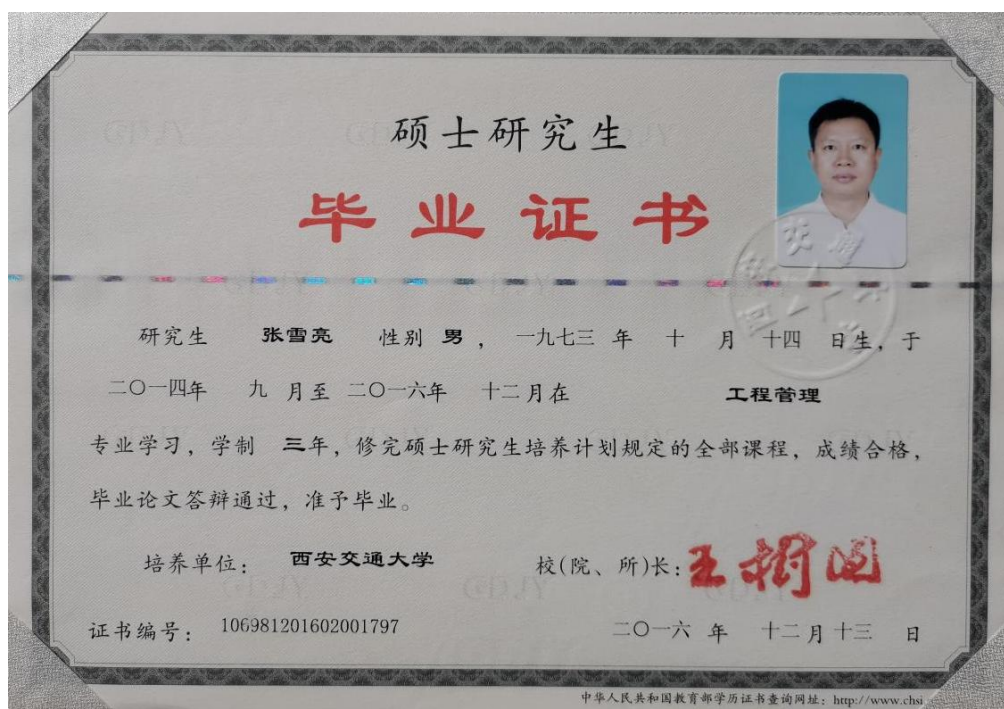 硕士研究生
毕业证书
研究生 张雪亮 性别 男 ， 一九七三 年 十 月 十四 日生，于
二〇一四年 九 月至 二〇一六年 十二月在 工程管理
专业学习，学制 三年，修完硕士研究生培养计划规定的全部课程，成绩合格，
毕业论文答辩通过，准予毕业。
培养单位： 西安交通大学 校(院、所)长：王树国
证书编号： 106981201602001797 二〇一六 年 十二月十三 日
中华人民共和国教育部学历证书查询网址：http://www.chsi